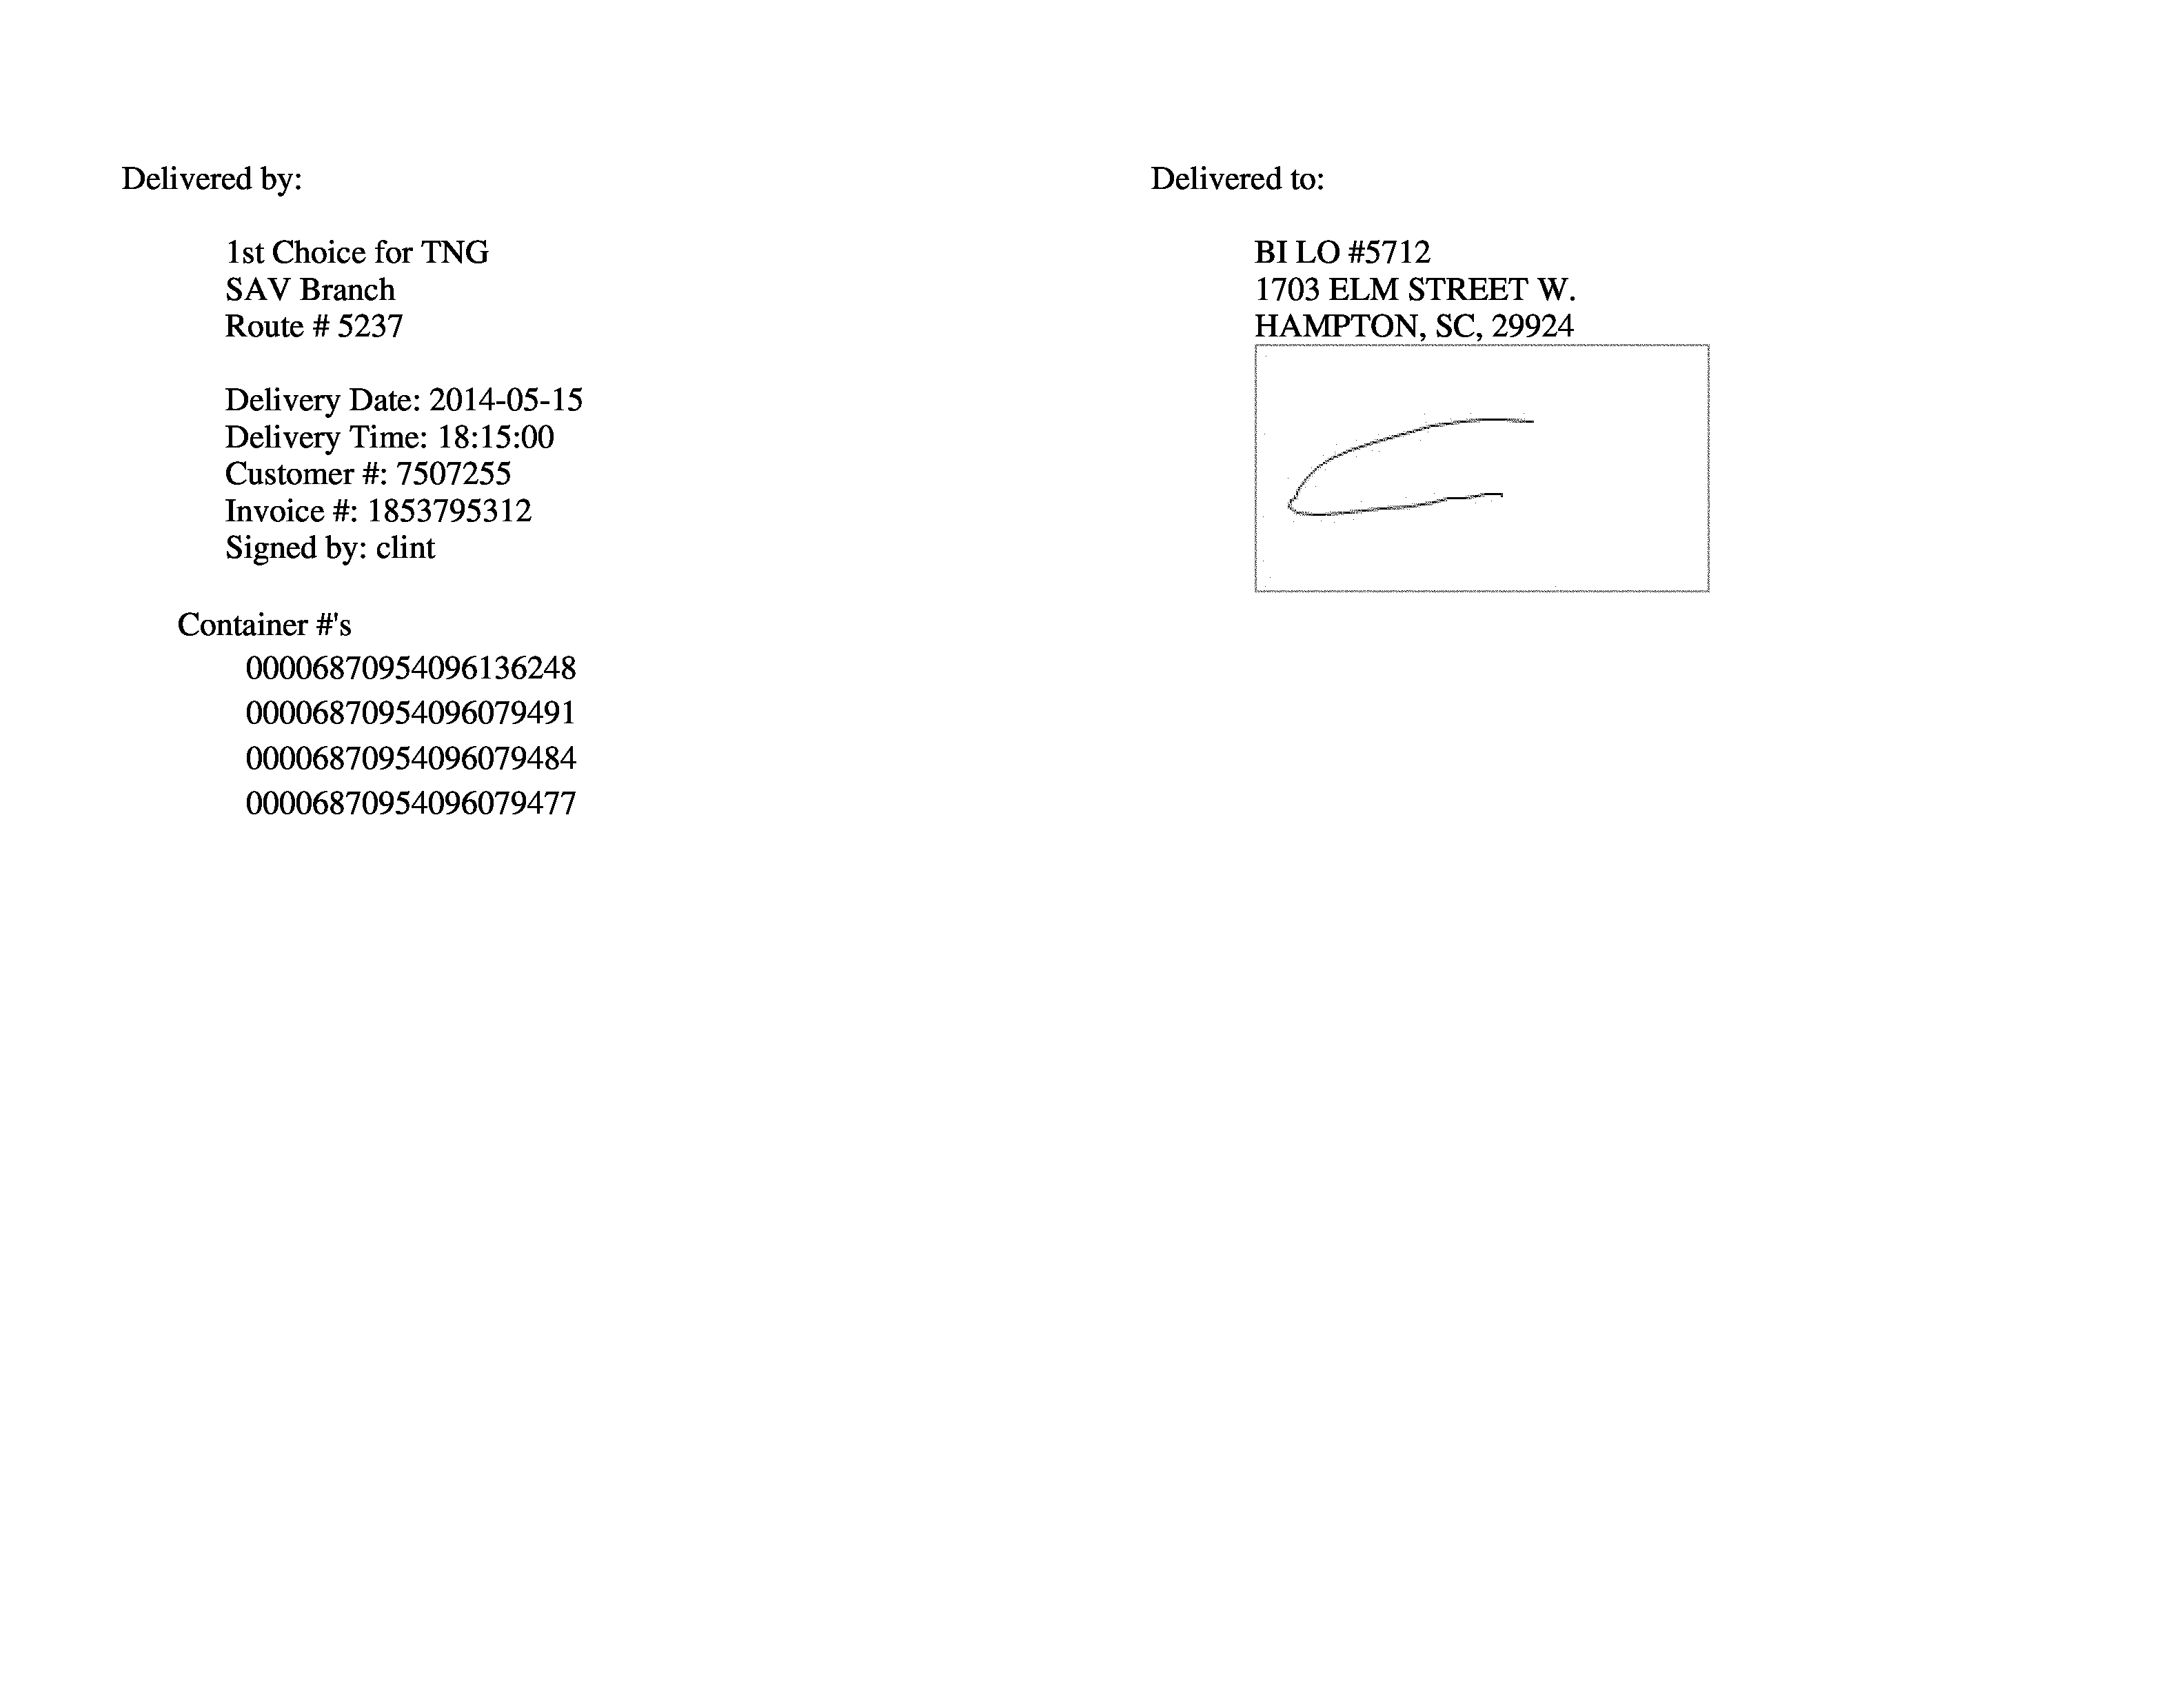 Delivered by:
1st Choice for TNG
SAV Branch
Route # 5237
Delivery Date: 2014-05-15
Delivery Time: 18:15:00
Customer #: 7507255
Invoice #: 1853795312
Signed by: clint
Container #'s
00006870954096136248
00006870954096079491
00006870954096079484
00006870954096079477
Delivered to:
BI LO #5712
1703 ELM STREET W.
HAMPTON, SC, 29924